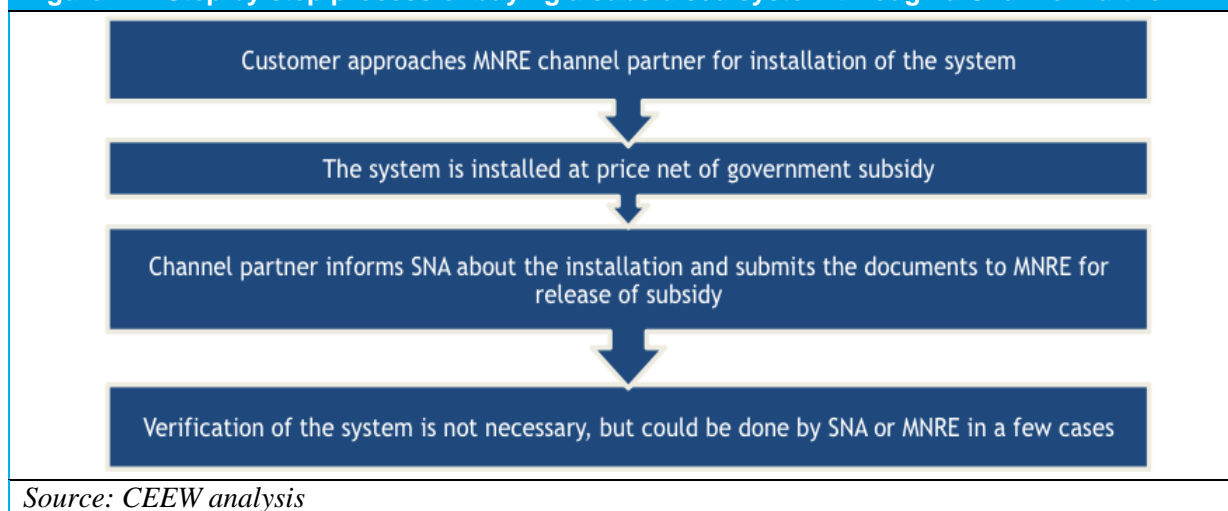 Customer approaches MNRE channel partner for installation of the system
The system is installed at price net of government subsidy
Channel partner informs SNA about the installation and submits the documents to MNRE for
release of subsidy
Verification of the system is not necessary, but could be done by SNA or MNRE in a few cases
Source: CEEW analysis